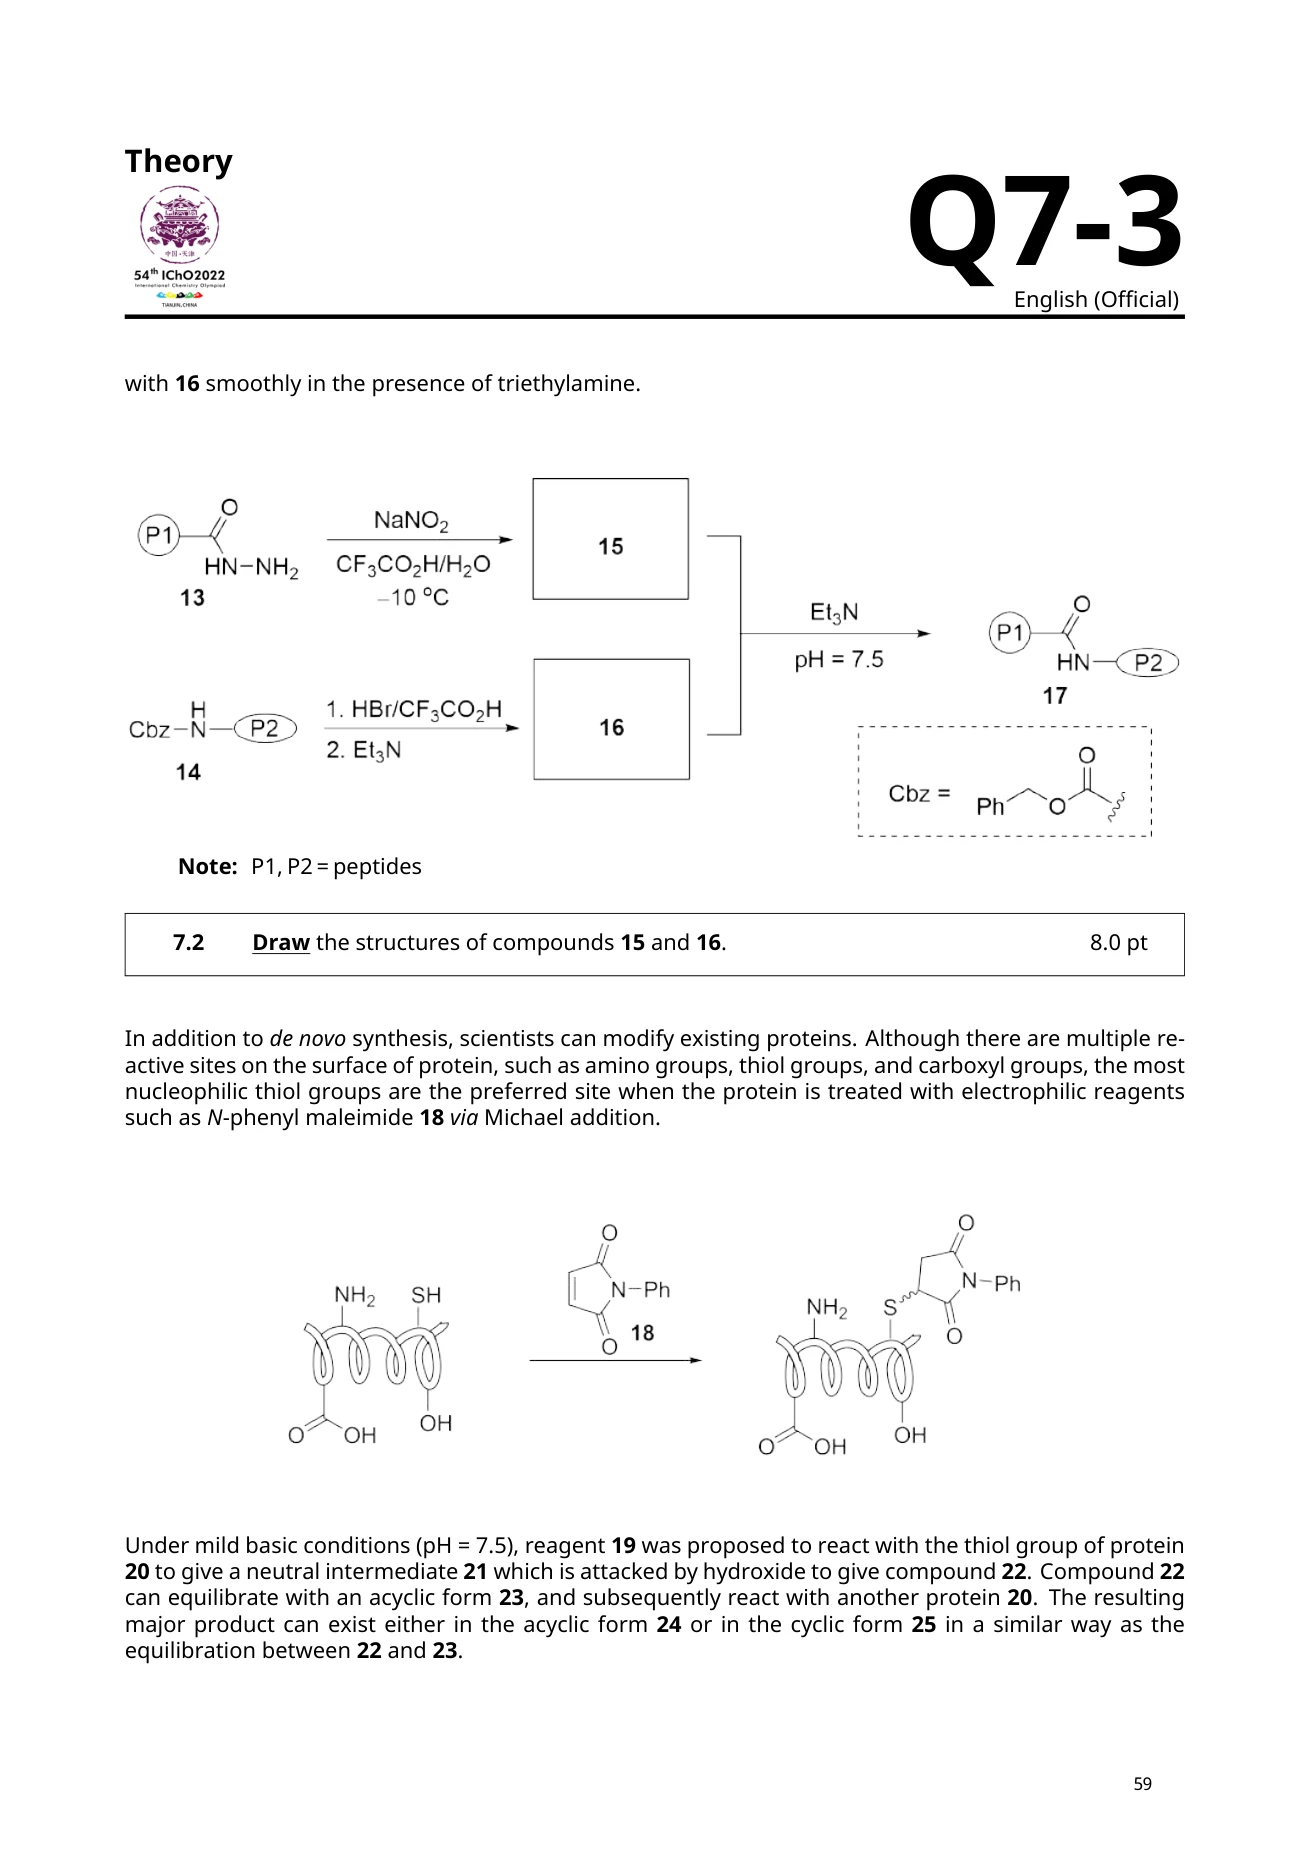 Theory
中国·天津
54th IChO2022
International Chemistry Olympiad
TIANJIN,CHINA
Q7-3
English (Official)
with 16 smoothly in the presence of triethylamine.
P1
O
HN–NH2
13
NaNO2
CF3CO2H/H2O
–10 °C
15
Cbz–N–P2
H
14
1. HBr/CF3CO2H
2. Et3N
16
Et3N
pH = 7.5
P1
O
HN–P2
17
Cbz =
Ph
O
O
Note: P1, P2 = peptides
7.2 Draw the structures of compounds 15 and 16. 8.0 pt
In addition to de novo synthesis, scientists can modify existing proteins. Although there are multiple re-
active sites on the surface of protein, such as amino groups, thiol groups, and carboxyl groups, the most
nucleophilic thiol groups are the preferred site when the protein is treated with electrophilic reagents
such as N-phenyl maleimide 18 via Michael addition.
NH2
SH
O
OH
OH
O
N–Ph
O
18
NH2
S
O
N–Ph
O
O
OH
OH
Under mild basic conditions (pH = 7.5), reagent 19 was proposed to react with the thiol group of protein
20 to give a neutral intermediate 21 which is attacked by hydroxide to give compound 22. Compound 22
can equilibrate with an acyclic form 23, and subsequently react with another protein 20. The resulting
major product can exist either in the acyclic form 24 or in the cyclic form 25 in a similar way as the
equilibration between 22 and 23.
59